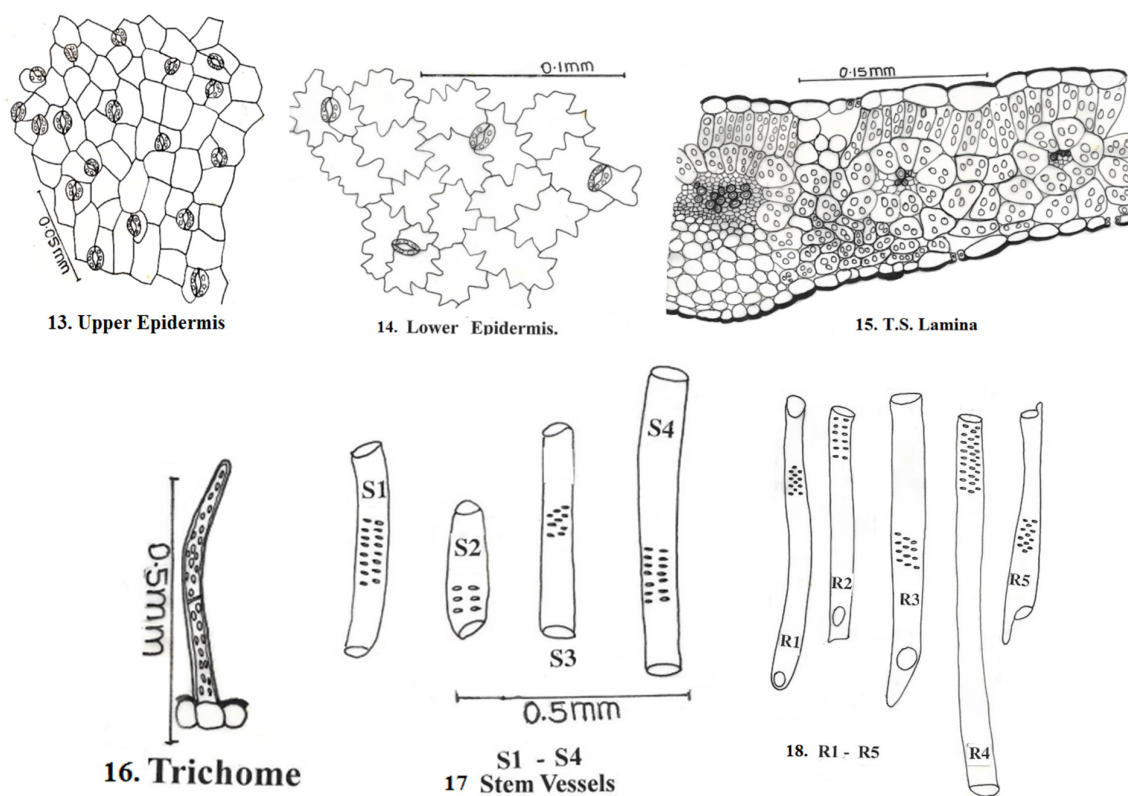 0.05mm
13. Upper Epidermis
0.1mm
14. Lower Epidermis.
0.15mm
15. T.S. Lamina
0.5mm
16. Trichome
S1
S2
S3
S4
0.5mm
S1 - S4
17 Stem Vessels
R1
R2
R3
R4
R5
18. R1 - R5